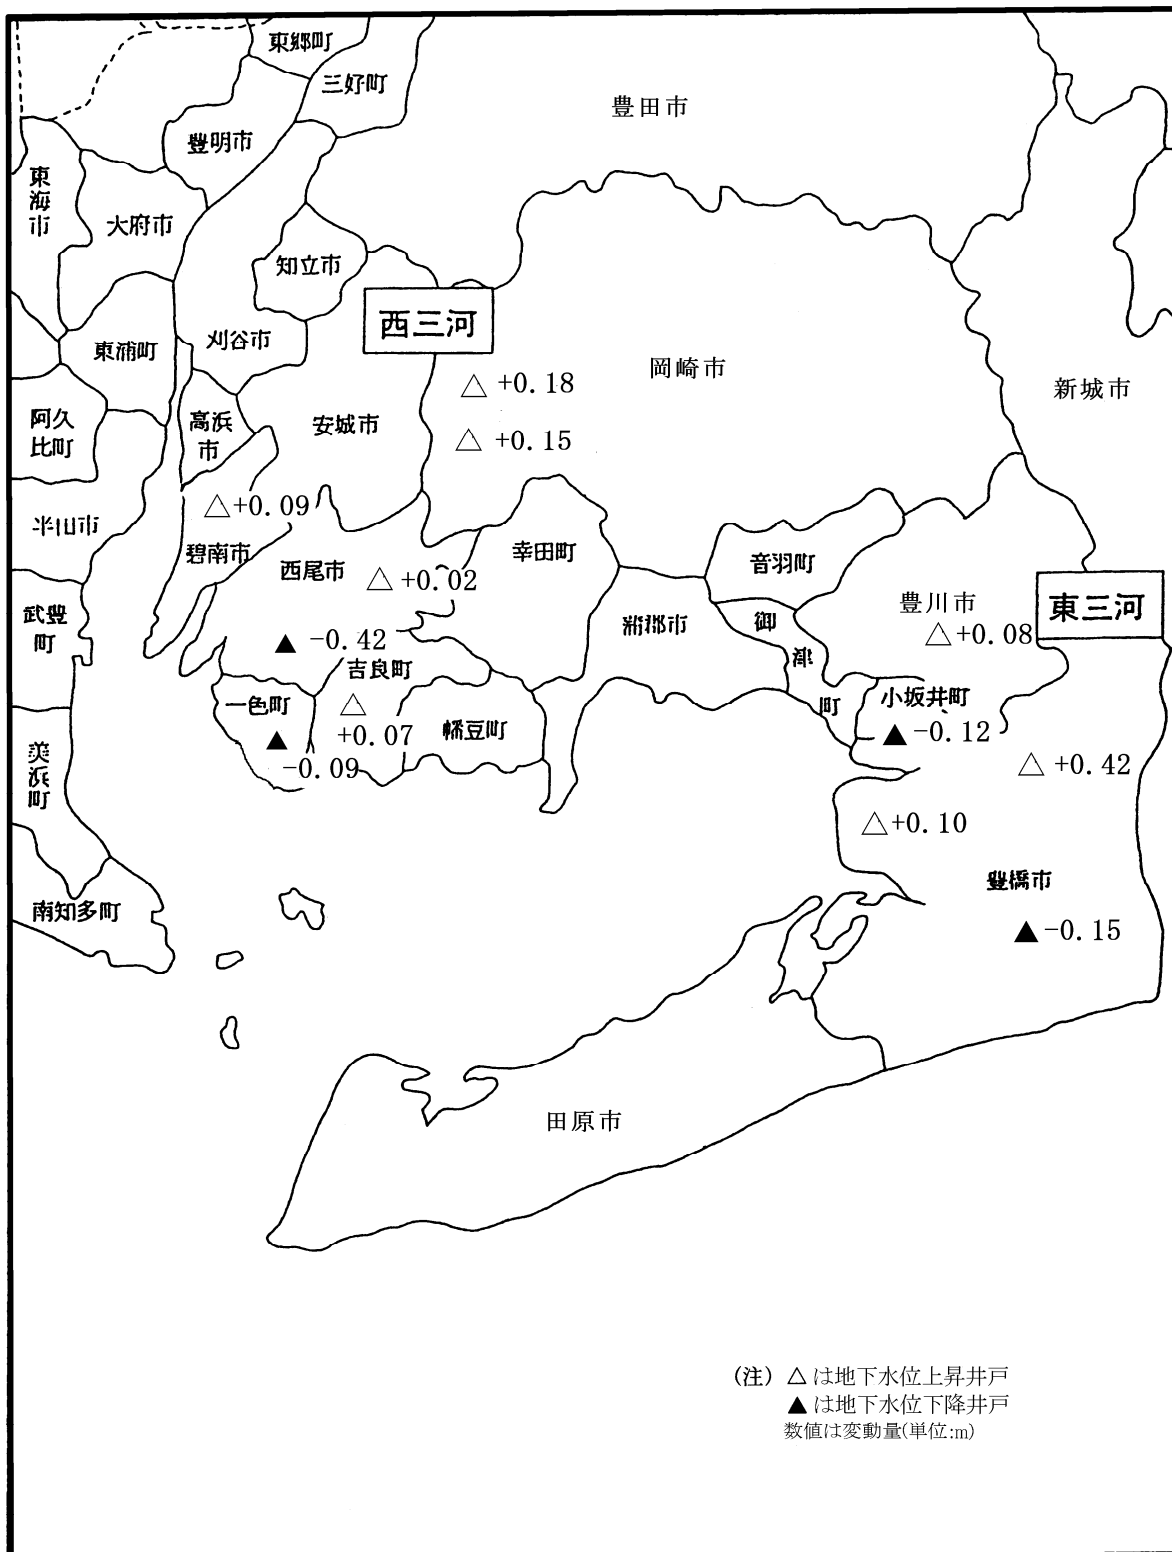 東郷町
三好町
豊田市
豊明市
東海市
大府市
知立市
西三河
東浦町
刈谷市
岡崎市
新城市
△ +0.18
阿久
比町
高浜
市
安城市
△ +0.15
△+0.09
半田市
碧南市
西尾市
△ +0.02
幸田町
音羽町
豊川市
東三河
武豊
町
蒲郡市
御
津
町
△+0.08
▲ -0.42
吉良町
一色町
△
+0.07
▲
-0.09
幡豆町
小坂井町
▲ -0.12
美浜町
△ +0.42
△+0.10
豊橋市
南知多町
▲ -0.15
田原市
(注) △ は地下水位上昇井戸
▲ は地下水位下降井戸
数値は変動量(単位:m)